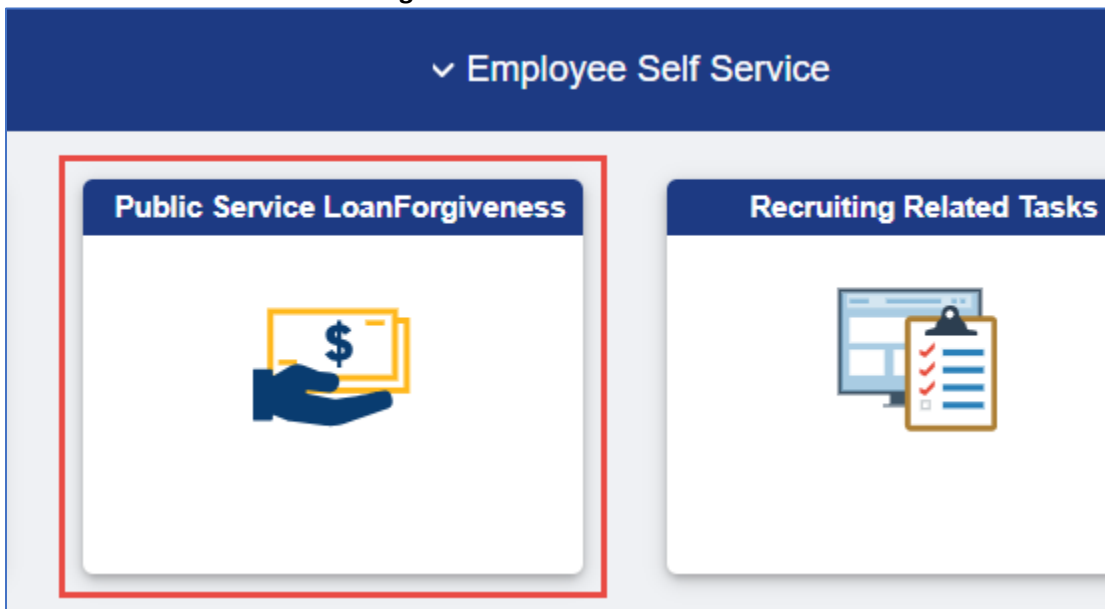 Employee Self Service
Public Service LoanForgiveness
Recruiting Related Tasks
$